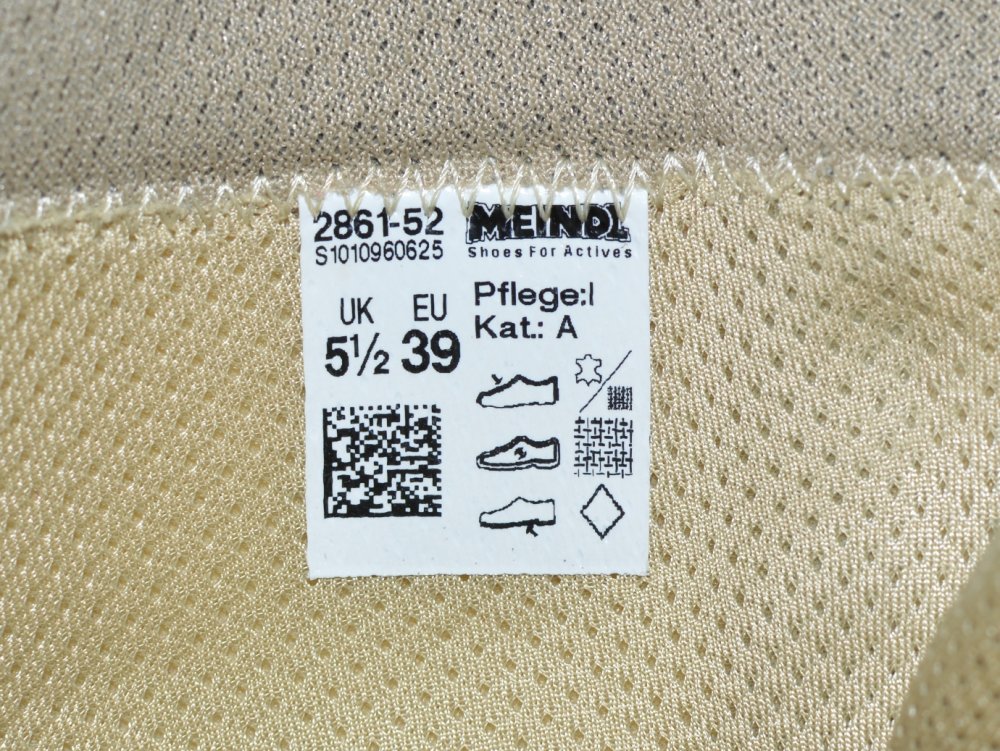 2861-52
S1010960625
MEINDL
Shoes For Actives
UK EU
5½ 39
Pflege:I
Kat.: A